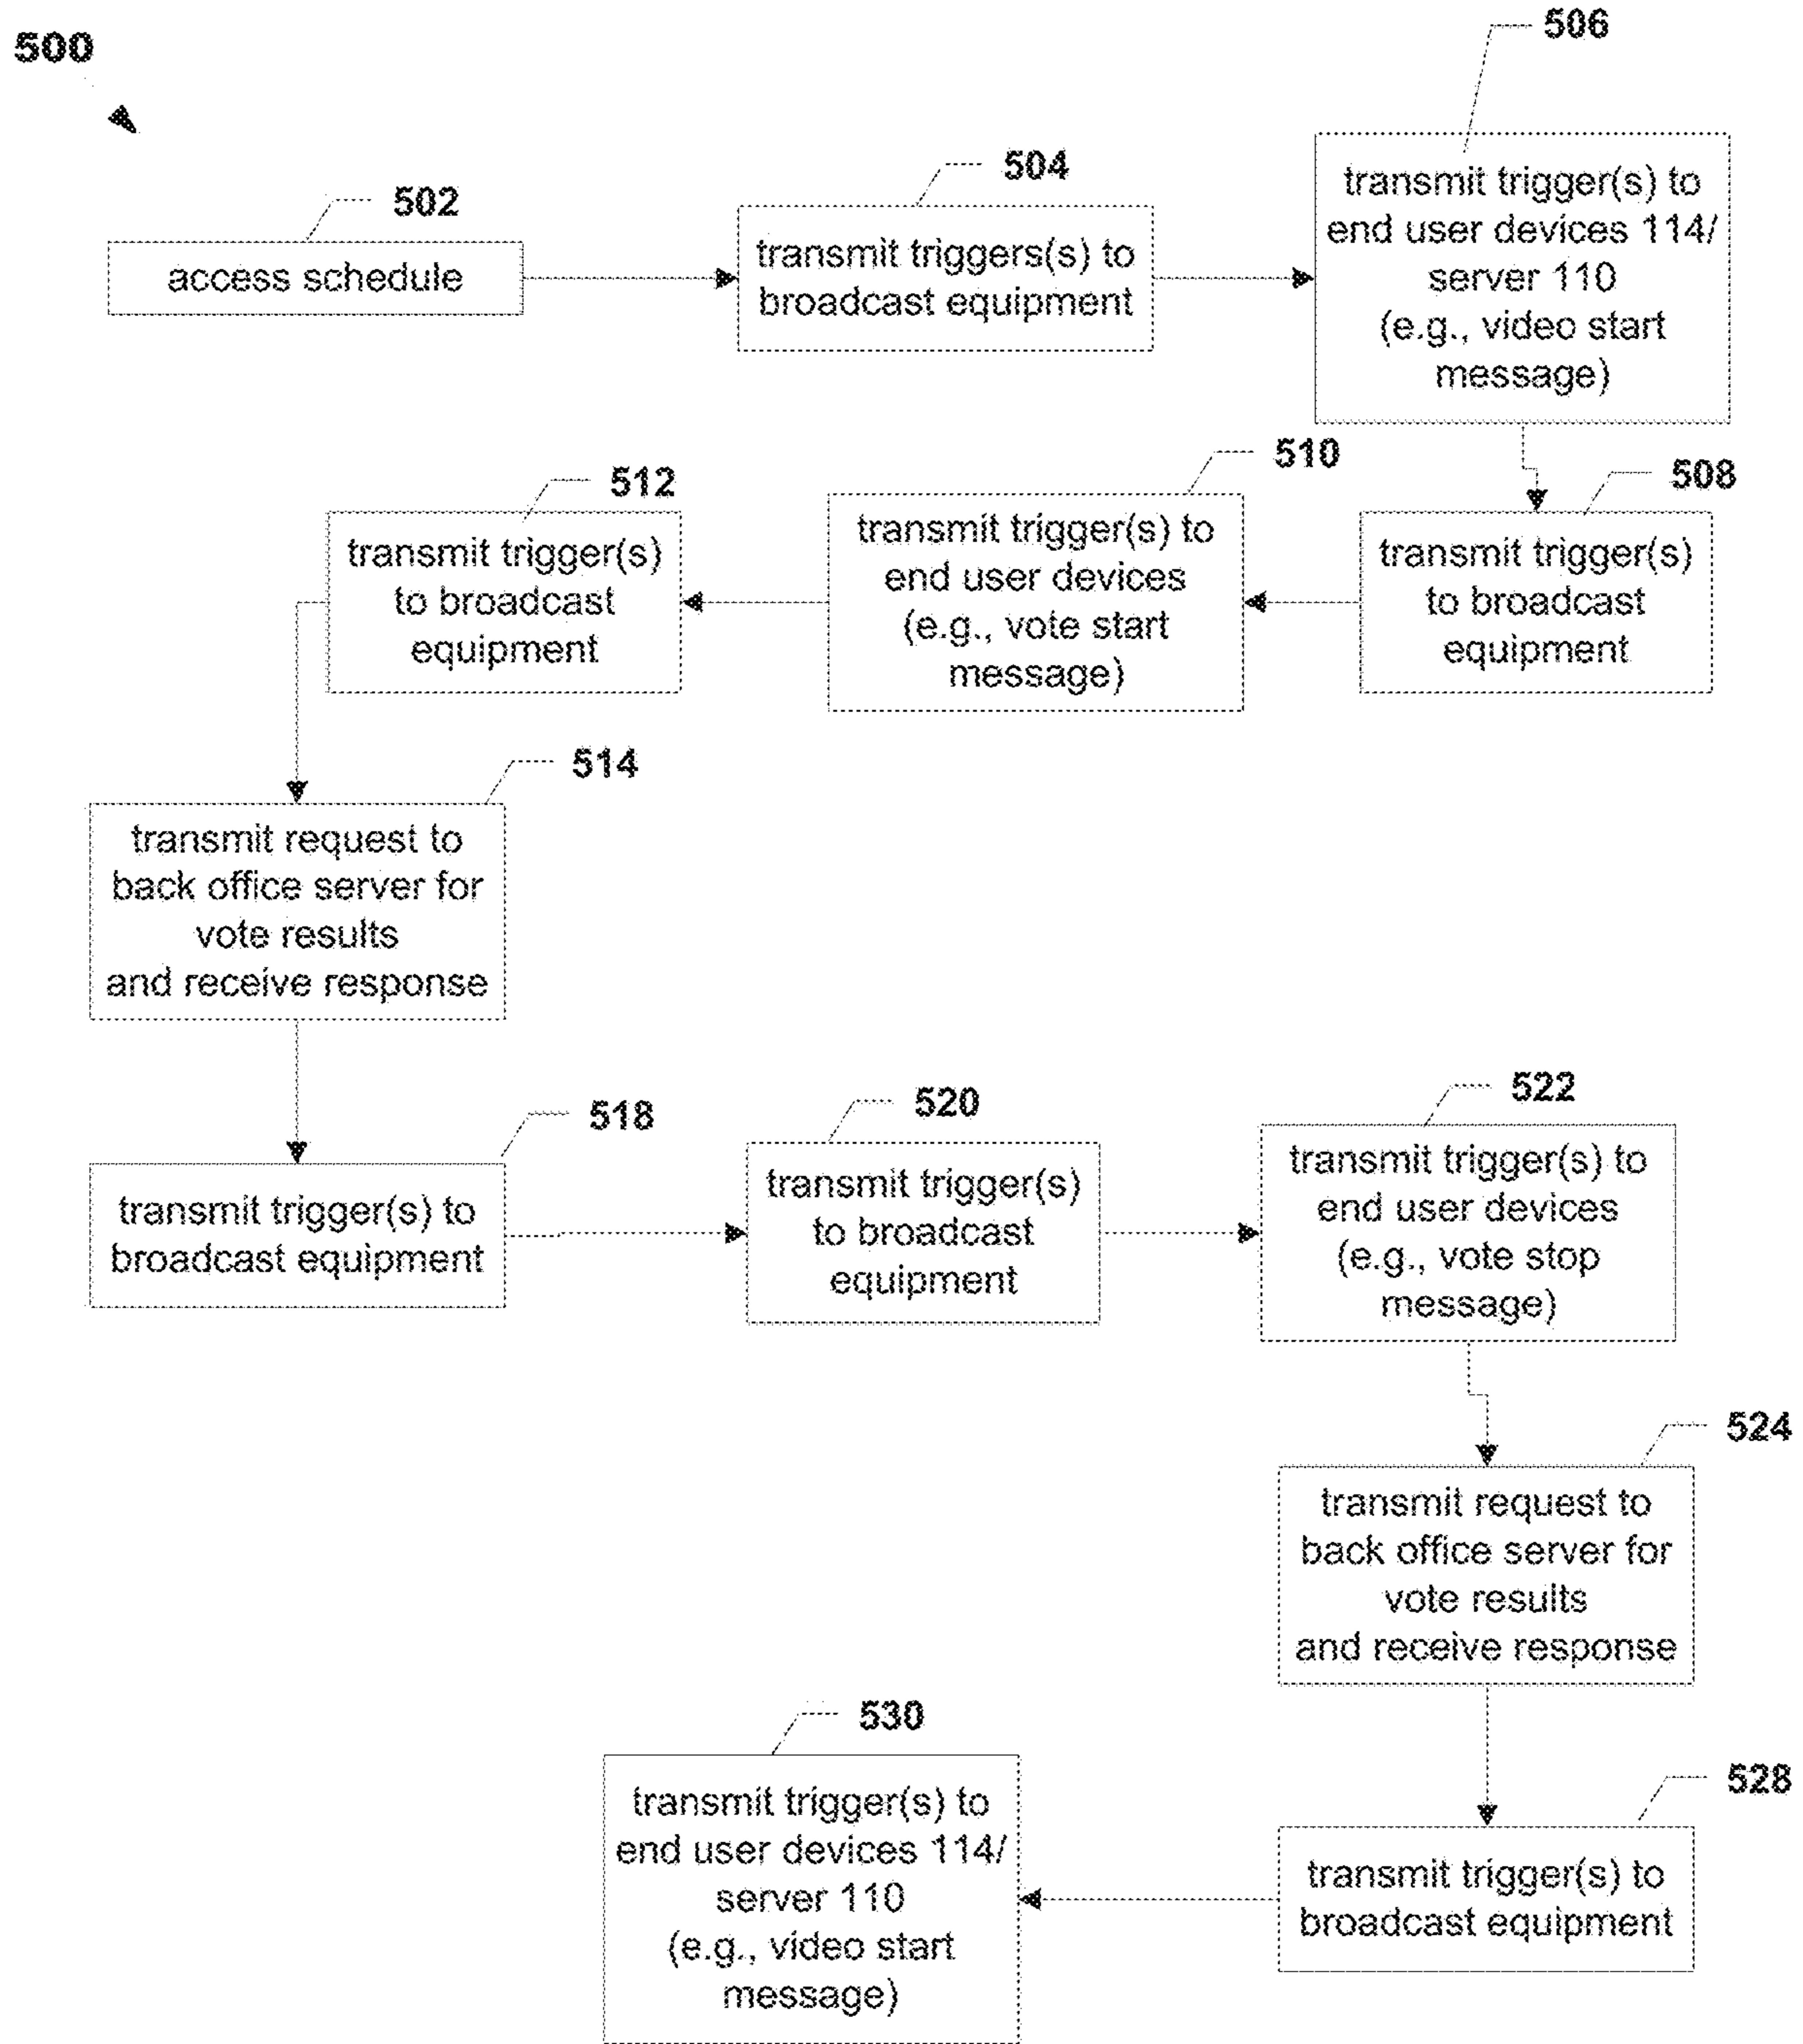 500
502
access schedule
504
transmit triggers(s) to
broadcast equipment
506
transmit trigger(s) to
end user devices 114/
server 110
(e.g., video start
message)
508
transmit trigger(s)
to broadcast
equipment
510
transmit trigger(s) to
end user devices
(e.g., vote start
message)
512
transmit trigger(s)
to broadcast
equipment
514
transmit request to
back office server for
vote results
and receive response
518
transmit trigger(s) to
broadcast equipment
520
transmit trigger(s)
to broadcast
equipment
522
transmit trigger(s) to
end user devices
(e.g., vote stop
message)
524
transmit request to
back office server for
vote results
and receive response
528
transmit trigger(s) to
broadcast equipment
530
transmit trigger(s) to
end user devices 114/
server 110
(e.g., video start
message)